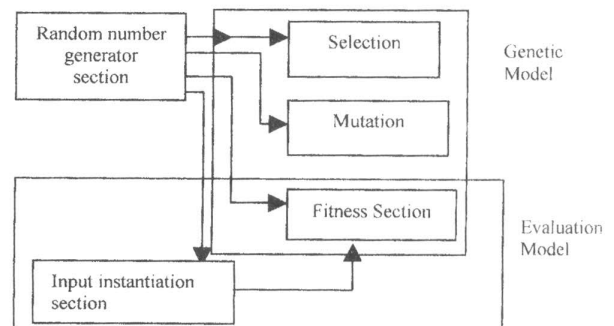 Random number
generator
section
Selection
Genetic
Model
Mutation
Fitness Section
Evaluation
Model
Input instantiation
section